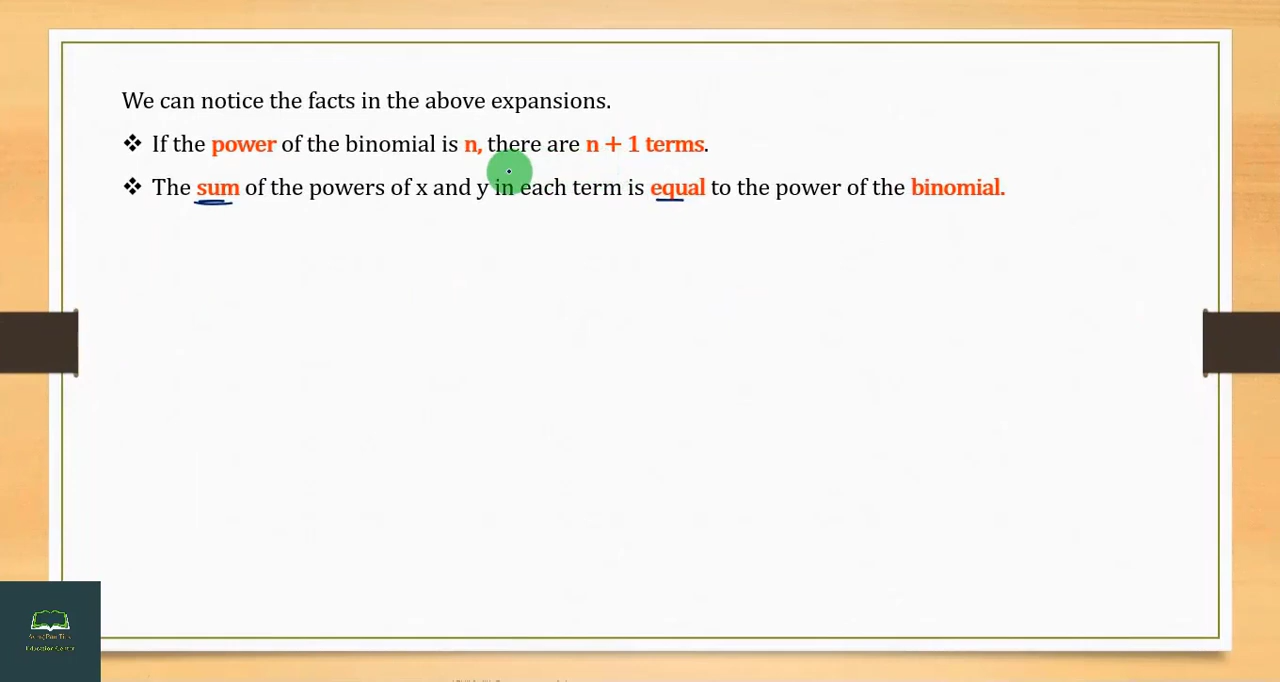 We can notice the facts in the above expansions.
❖ If the power of the binomial is n, there are n + 1 terms.
❖ The sum of the powers of x and y in each term is equal to the power of the binomial.
Education Center